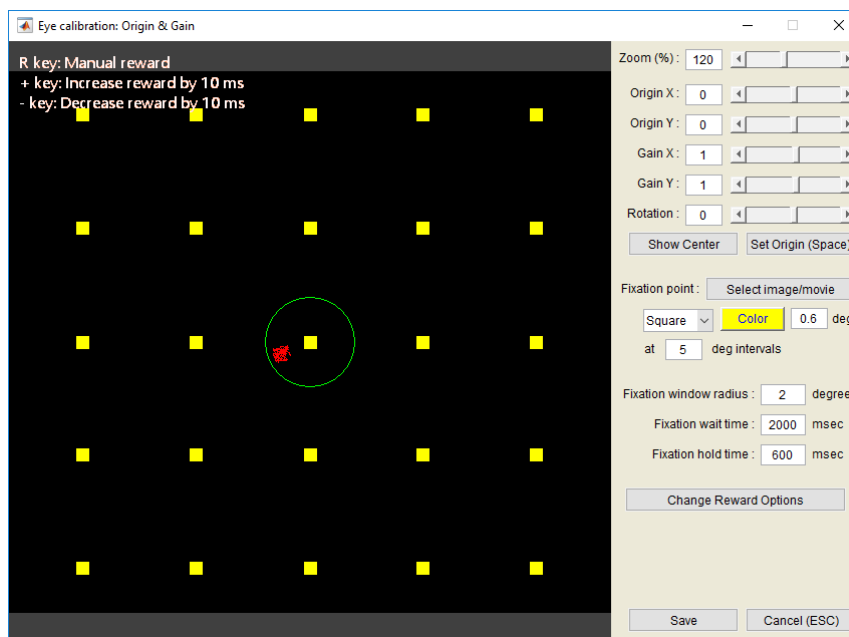 Eye calibration: Origin & Gain
R key: Manual reward
+ key: Increase reward by 10 ms
- key: Decrease reward by 10 ms
Zoom (%) : 120
Origin X : 0
Origin Y : 0
Gain X : 1
Gain Y : 1
Rotation : 0
Show Center Set Origin (Space)
Fixation point : Select image/movie
Square Color 0.6 deg
at 5 deg intervals
Fixation window radius : 2 degree
Fixation wait time : 2000 msec
Fixation hold time : 600 msec
Change Reward Options
Save Cancel (ESC)